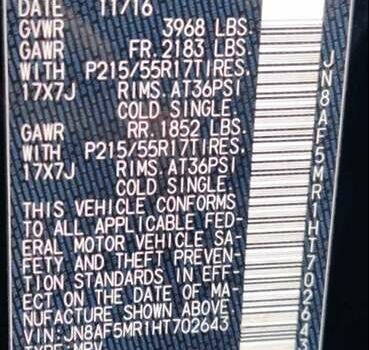 DATE 11/16
GVWR 3968 LBS.
GAWR FR. 2183 LBS.
WITH P215/55R17TIRES.
17X7J RIMS. AT36PSI
COLD SINGLE.
GAWR RR. 1852 LBS.
WITH P215/55R17TIRES.
17X7J RIMS. AT36PSI
COLD SINGLE.
THIS VEHICLE CONFORMS
TO ALL APPLICABLE FED-
ERAL MOTOR VEHICLE SA-
FETY AND THEFT PREVEN-
TION STANDARDS IN EFF-
ECT ON THE DATE OF MA-
NUFACTURE SHOWN ABOVE
VIN:JN8AF5MR1HT702643
TYPE:MPV
JN8AF5MR1HT702643